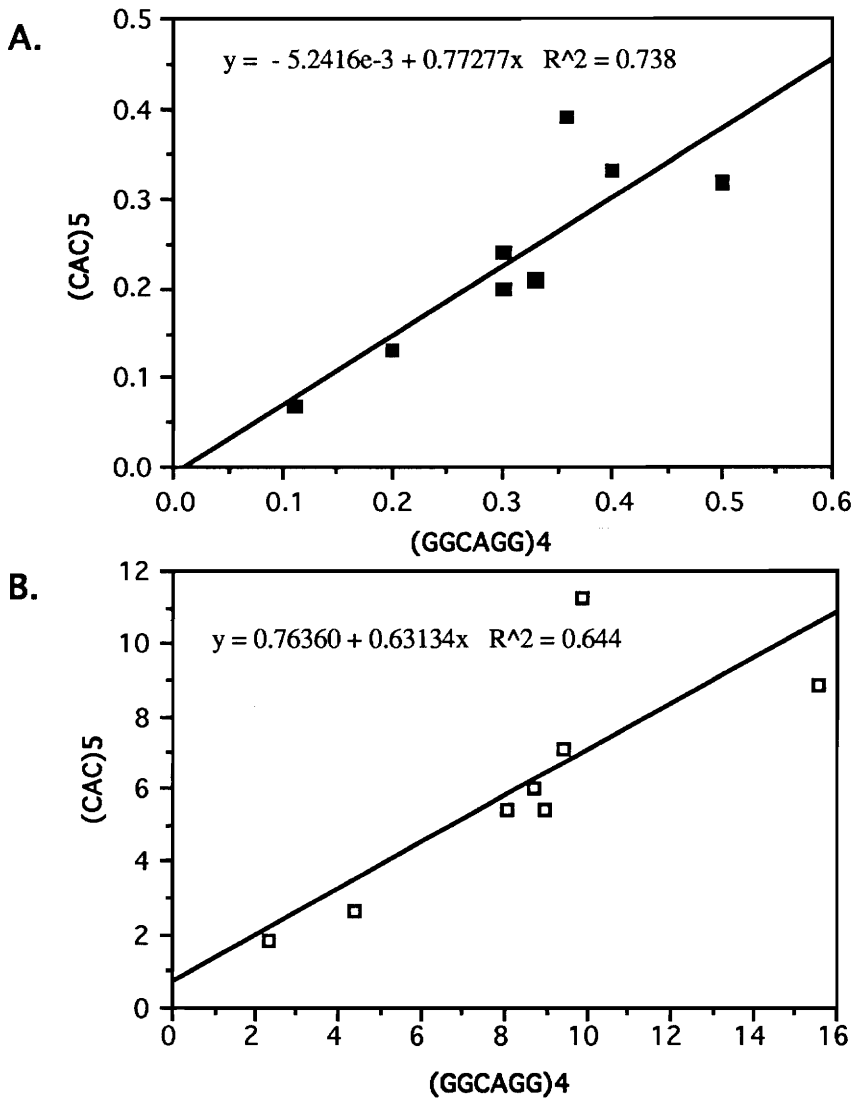 A.
y = - 5.2416e-3 + 0.77277x R^2 = 0.738
0.5
0.4
0.3
0.2
0.1
0.0
(CAC)5
0.0 0.1 0.2 0.3 0.4 0.5 0.6
(GGCAGG)4
B.
y = 0.76360 + 0.63134x R^2 = 0.644
12
10
8
6
4
2
0
(CAC)5
0 2 4 6 8 10 12 14 16
(GGCAGG)4